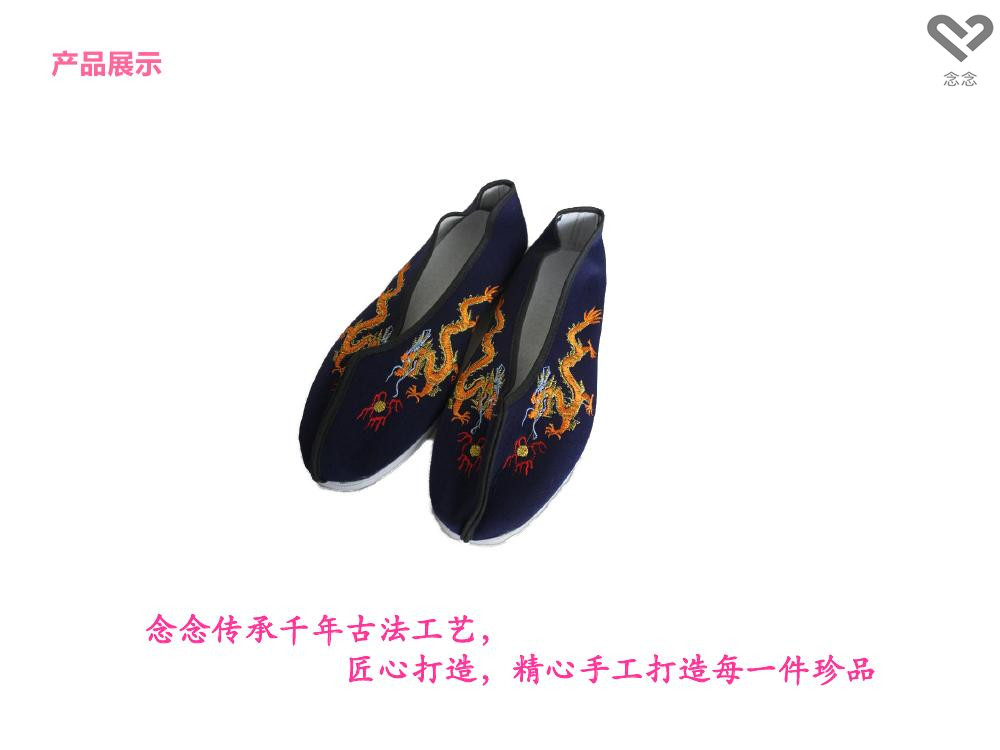 产品展示
念念
念念传承千年古法工艺，
匠心打造，精心手工打造每一件珍品